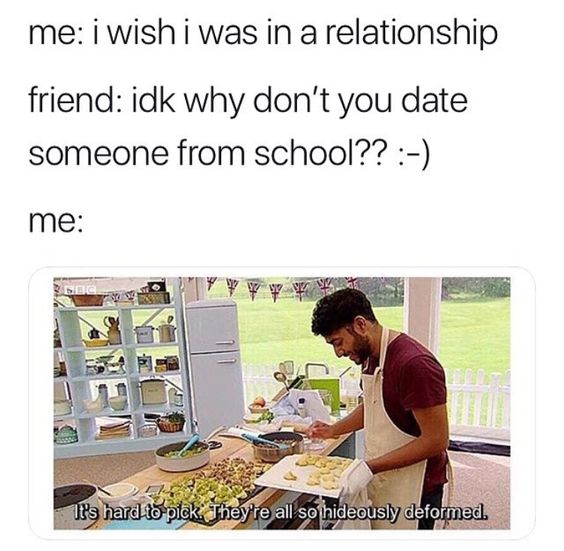 me: i wish i was in a relationship
friend: idk why don't you date
someone from school?? :-)
me:
BBC
It's hard to pick. They're all so hideously deformed.